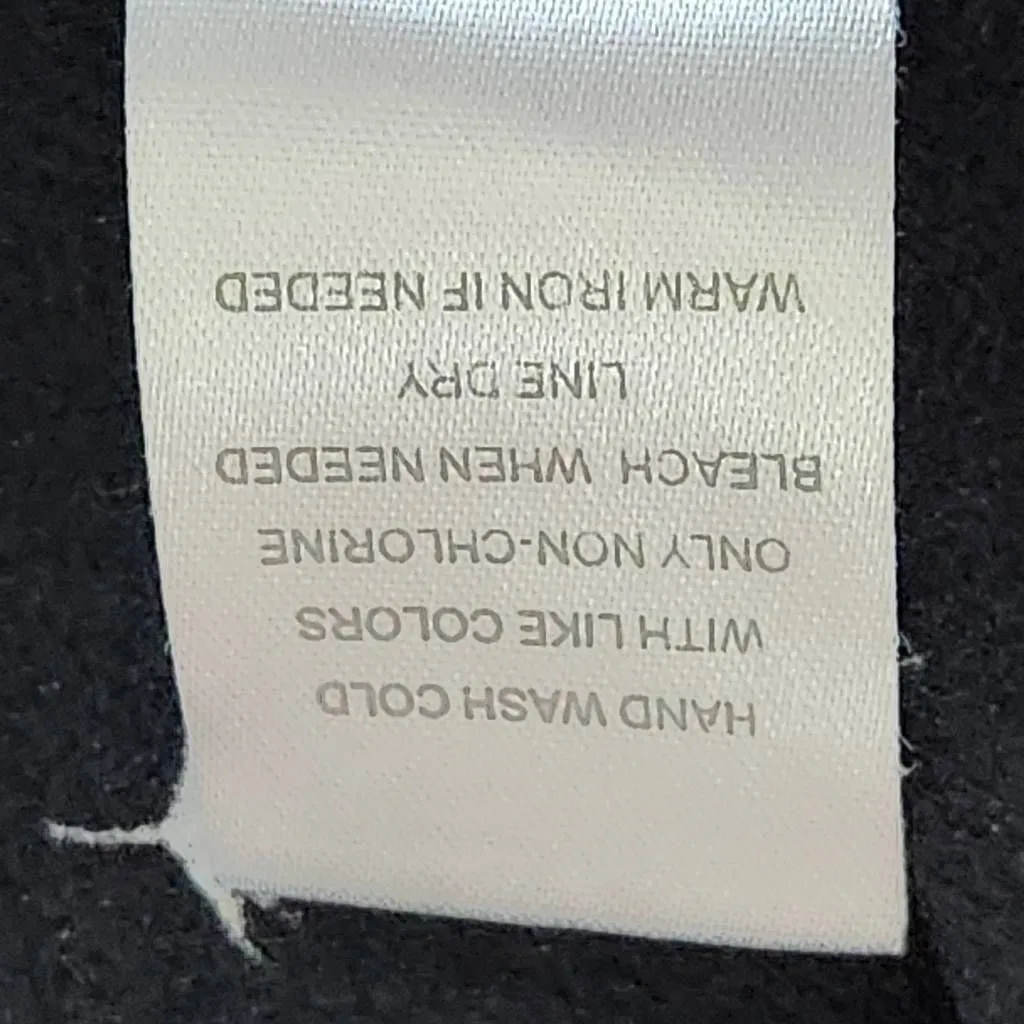 HAND WASH COLD
WITH LIKE COLORS
ONLY NON-CHLORINE
BLEACH WHEN NEEDED
LINE DRY
WARM IRON IF NEEDED